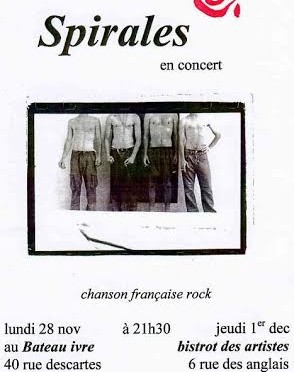 Spirales
en concert
chanson française rock
lundi 28 nov à 21h30 jeudi 1er dec
au Bateau ivre bistrot des artistes
40 rue descartes 6 rue des anglais